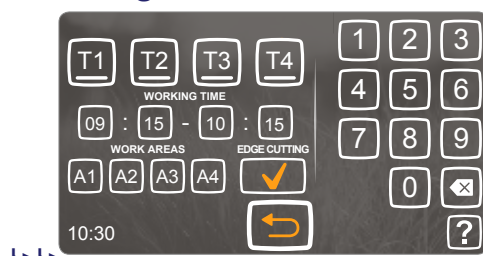 T1 T2 T3 T4
WORKING TIME
09 : 15 - 10 : 15
WORK AREAS EDGE CUTTING
A1 A2 A3 A4
10:30
1 2 3
4 5 6
7 8 9
0
?